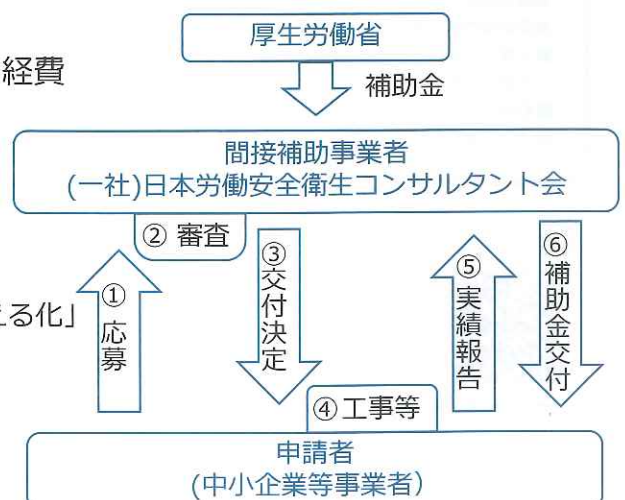 厚生労働省
経費
補助金
間接補助事業者
(一社)日本労働安全衛生コンサルタント会
② 審査
③交付決定
⑥補助金交付
①応募
⑤実績報告
える化」
④工事等
申請者
(中小企業等事業者)